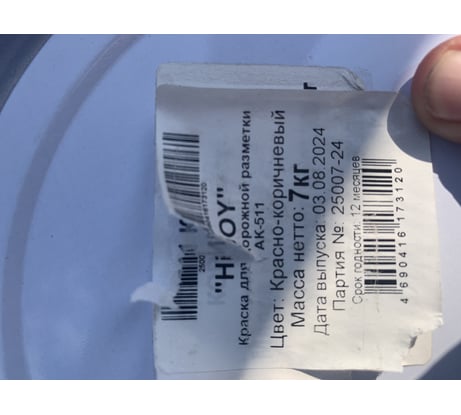 Краска для дорожной разметки
АК-511
Цвет: Красно-коричневый
Масса нетто: 7кг
Дата выпуска: 03.08.2024
Партия №: 25007-24
Срок годности: 12 месяцев
4 690416 173120